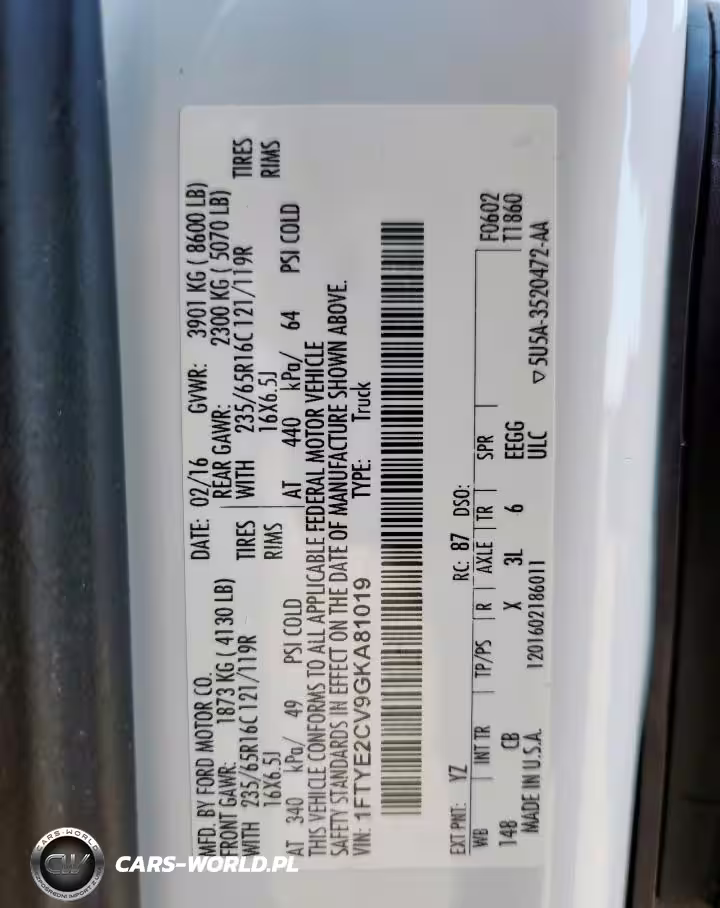 MFD. BY FORD MOTOR CO.
DATE: 02/16 GVWR: 3901 KG ( 8600 LB)
FRONT GAWR: 1873 KG ( 4130 LB)
REAR GAWR: 2300 KG ( 5070 LB)
WITH 235/65R16C 121/119R TIRES
WITH 235/65R16C 121/119R TIRES
16X6.5J RIMS
16X6.5J RIMS
AT 340 kPa/ 49 PSI COLD
AT 440 kPa/ 64 PSI COLD
THIS VEHICLE CONFORMS TO ALL APPLICABLE FEDERAL MOTOR VEHICLE
SAFETY STANDARDS IN EFFECT ON THE DATE OF MANUFACTURE SHOWN ABOVE.
VIN: 1FTYE2CV9GKA81019 TYPE: Truck
EXT PNT: YZ RC: 87 DSO: F0602
WB INT TR TP/PS R AXLE TR SPR T1860
148 CB X 3L 6 EEGG
ULC ▽ 5U5A-3520472-AA
MADE IN U.S.A. 1201602186011
CARS-WORLD
CW
CARS-WORLD.PL